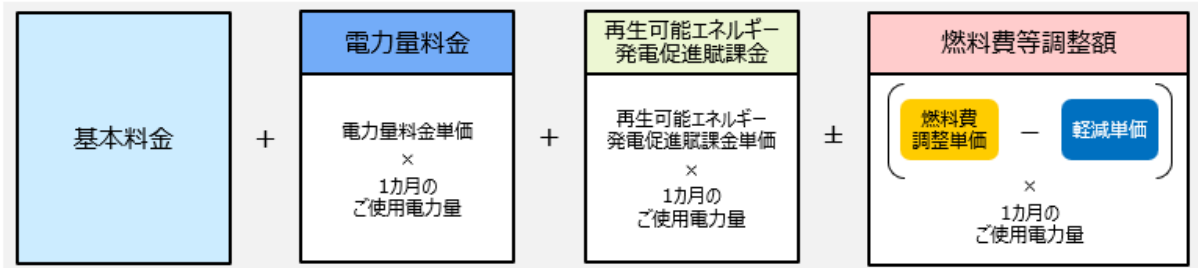 基本料金
＋
電力量料金
電力量料金単価
×
1カ月の
ご使用電力量
＋
再生可能エネルギー
発電促進賦課金
再生可能エネルギー
発電促進賦課金単価
×
1カ月の
ご使用電力量
±
燃料費等調整額
燃料費
調整単価
－
軽減単価
×
1カ月の
ご使用電力量